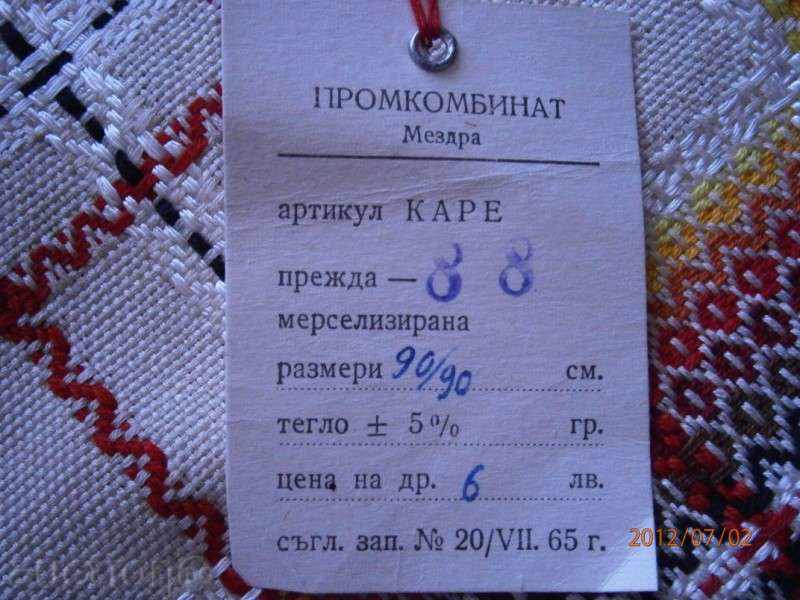 ПРОМКОМБИНАТ
Мездра
артикул КАРЕ
прежда — 8 8
мерселизирана
размери 90/90 см.
тегло ± 5% гр.
цена на др. 6 лв.
съгл. зап. № 20/VII. 65 г.
2012/07/02